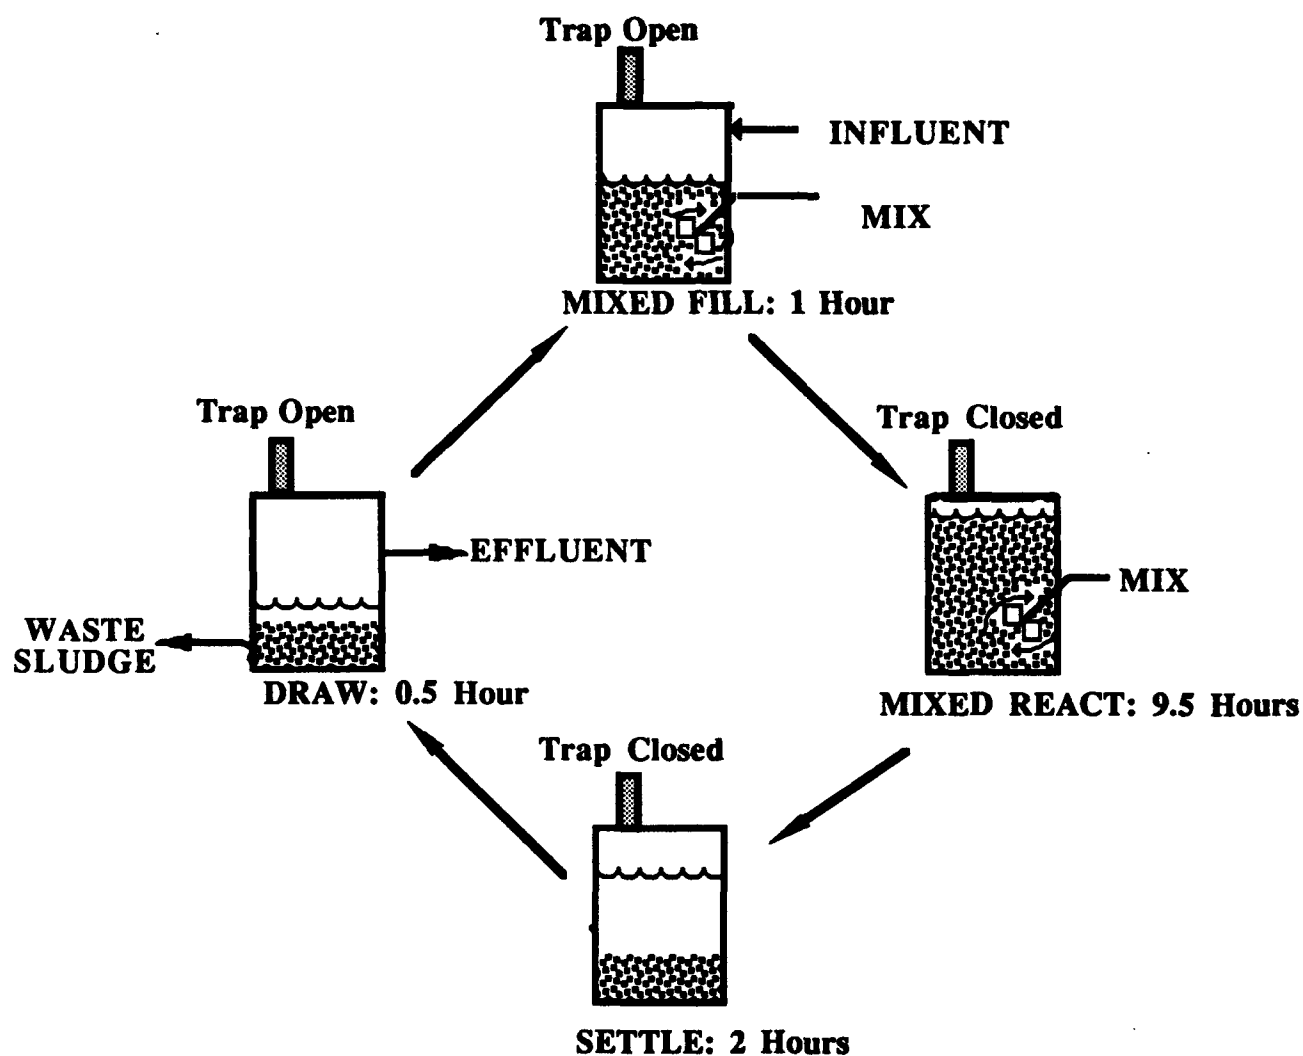 Trap Open
INFLUENT
MIX
MIXED FILL: 1 Hour
Trap Open
Trap Closed
EFFLUENT
MIX
WASTE
SLUDGE
DRAW: 0.5 Hour
MIXED REACT: 9.5 Hours
Trap Closed
SETTLE: 2 Hours